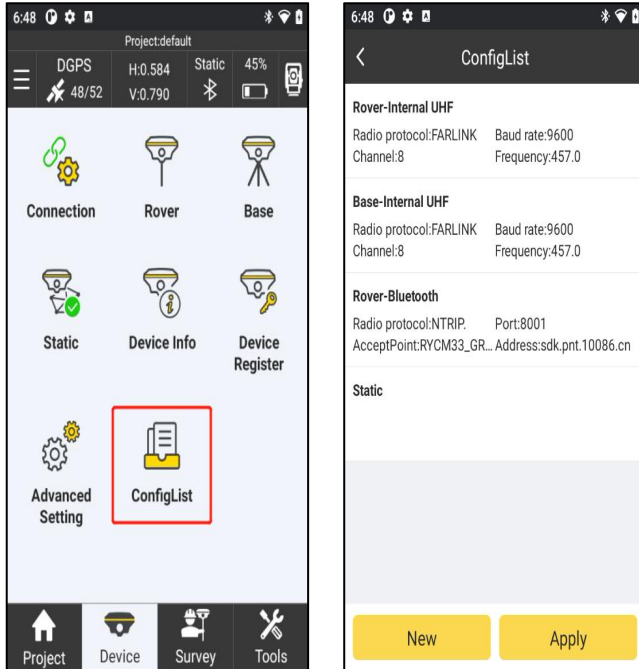 6:48
Project:default
DGPS
48/52
H:0.584
V:0.790
Static
45%
Connection
Rover
Base
Static
Device Info
Device
Register
Advanced
Setting
ConfigList
Project
Device
Survey
Tools
6:48
ConfigList
Rover-Internal UHF
Radio protocol:FARLINK Baud rate:9600
Channel:8 Frequency:457.0
Base-Internal UHF
Radio protocol:FARLINK Baud rate:9600
Channel:8 Frequency:457.0
Rover-Bluetooth
Radio protocol:NTRIP. Port:8001
AcceptPoint:RYCM33_GR... Address:sdk.pnt.10086.cn
Static
New
Apply